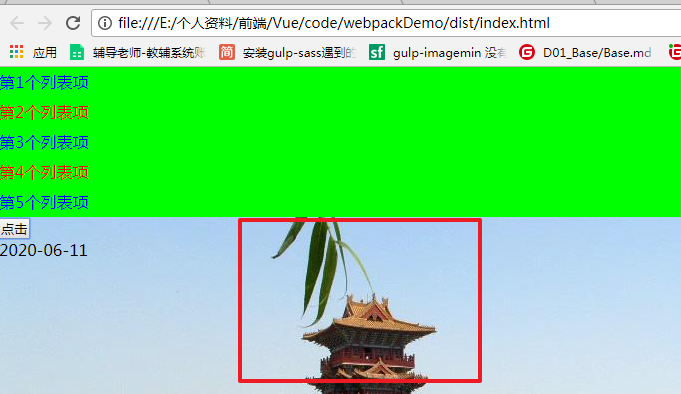 file:///E:/个人资料/前端/Vue/code/webpackDemo/dist/index.html
应用 辅导老师-教辅系统账 简 安装gulp-sass遇到的 sf gulp-imagemin 没有 G D01_Base/Base.md
第1个列表项
第2个列表项
第3个列表项
第4个列表项
第5个列表项
点击
2020-06-11